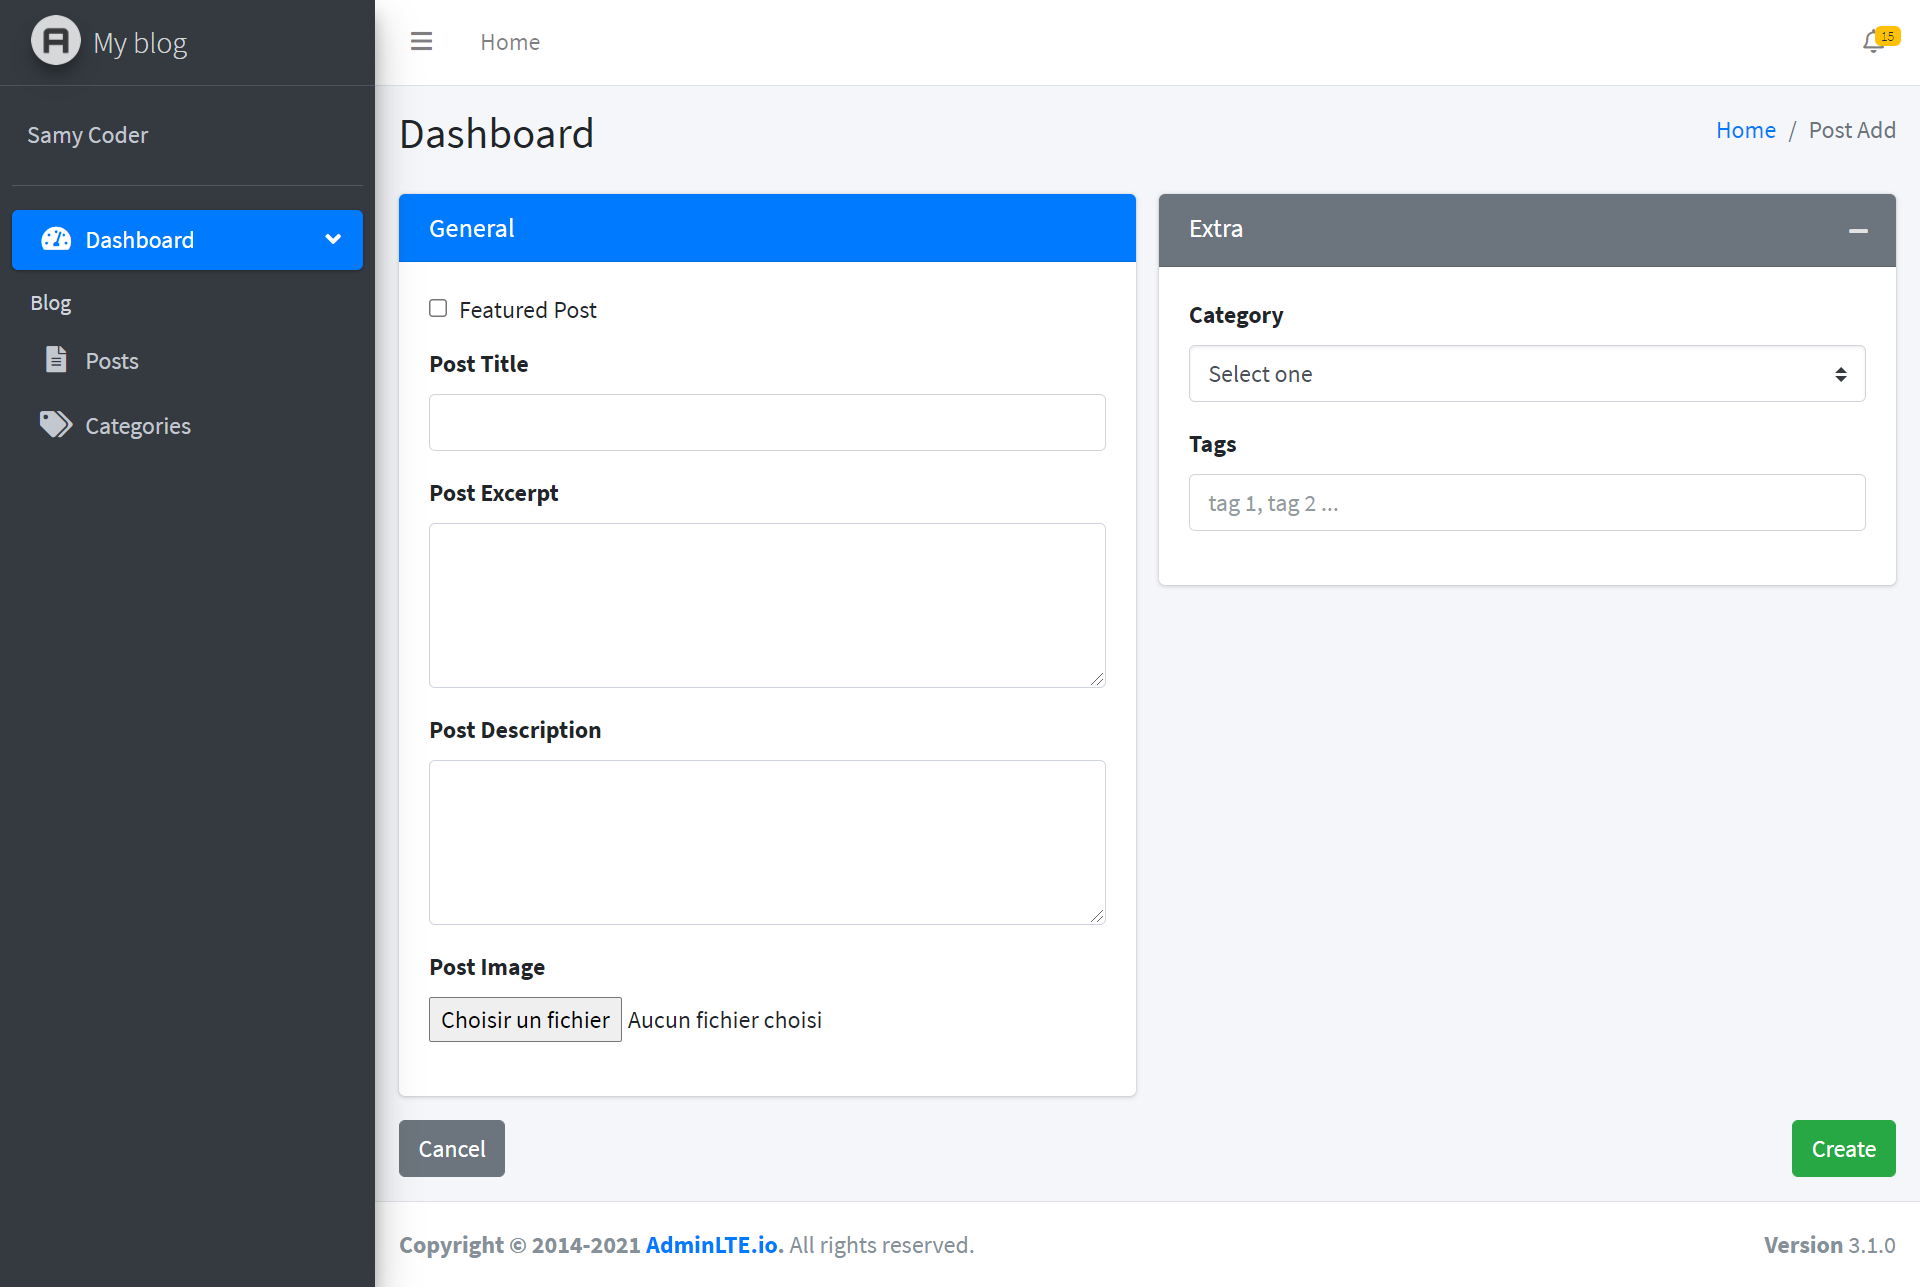 My blog
Home
15
Samy Coder
Dashboard
Home / Post Add
Dashboard
Blog
Posts
Categories
General
Featured Post
Post Title
Post Excerpt
Post Description
Post Image
Choisir un fichier Aucun fichier choisi
Extra
Category
Select one
Tags
tag 1, tag 2 ...
Cancel
Create
Copyright © 2014-2021 AdminLTE.io. All rights reserved.
Version 3.1.0